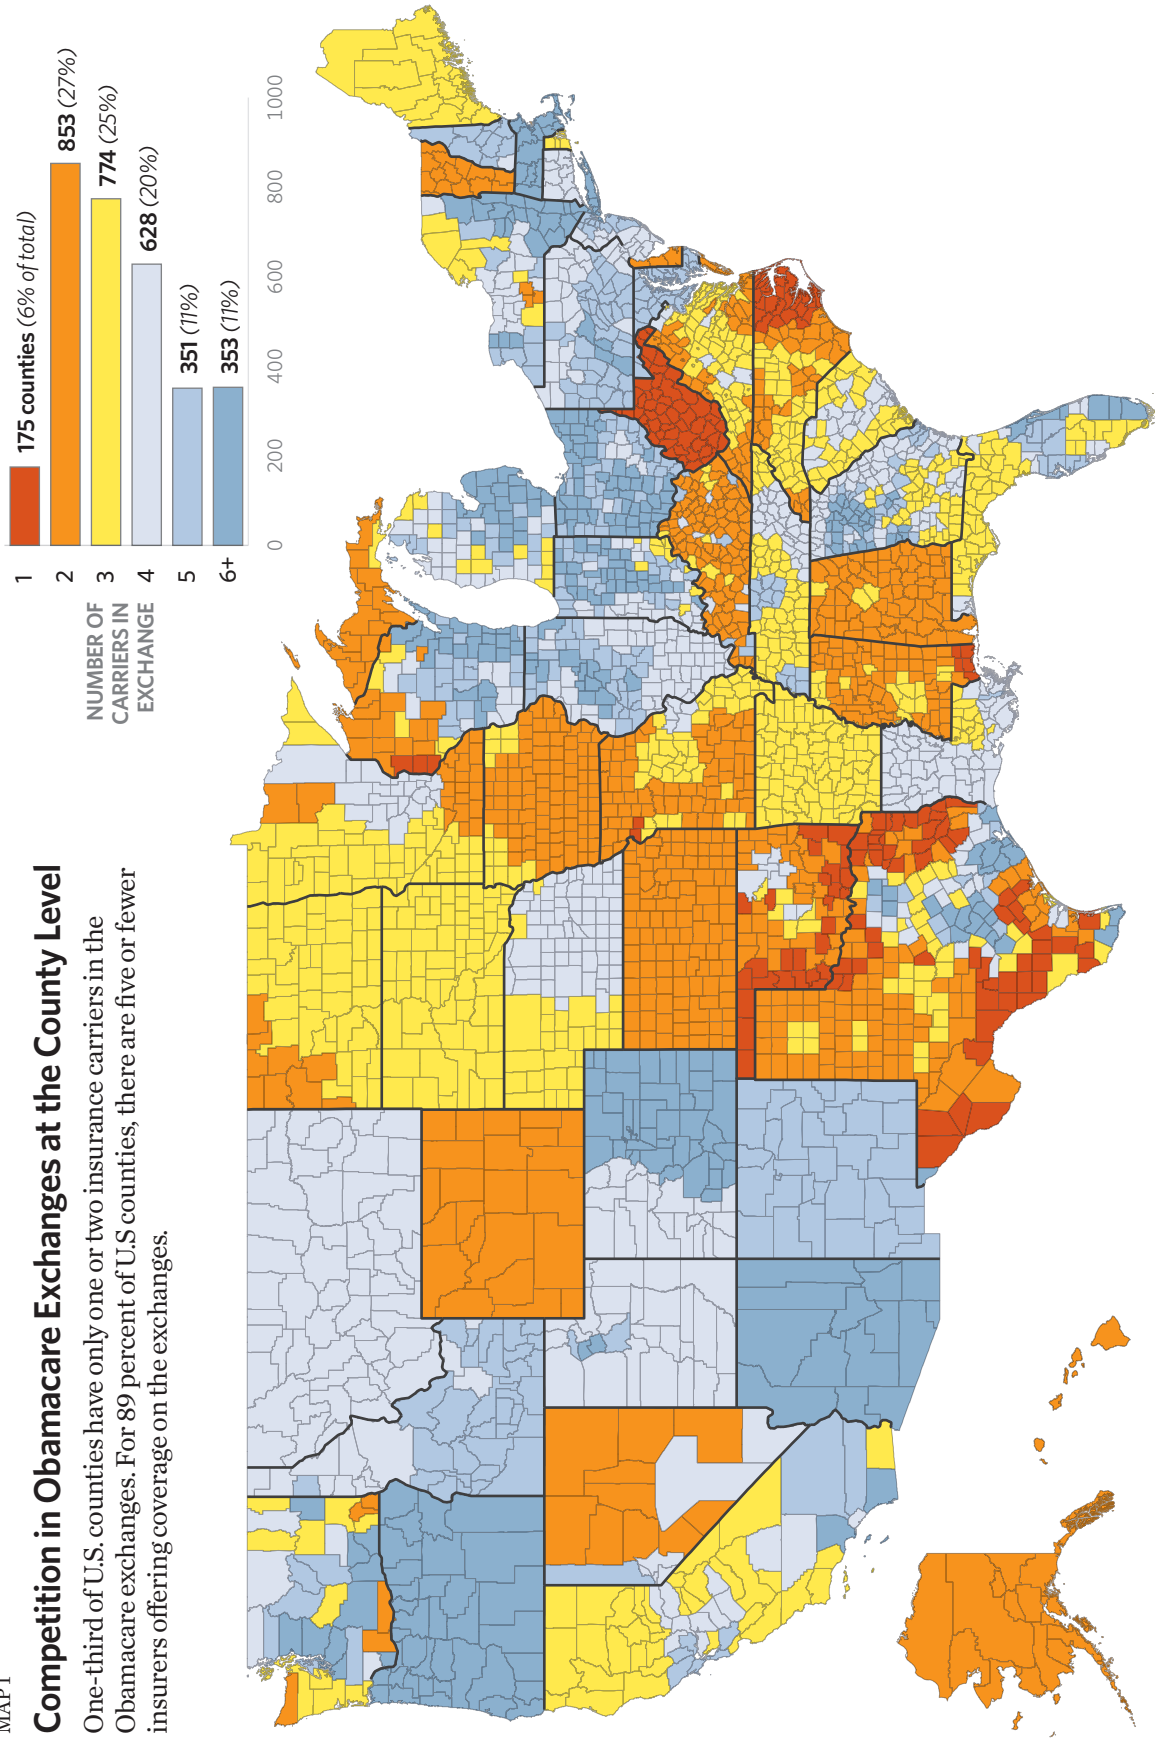 MAP 1
Competition in Obamacare Exchanges at the County Level
One-third of U.S. counties have only one or two insurance carriers in the
Obamacare exchanges. For 89 percent of U.S counties, there are five or fewer
insurers offering coverage on the exchanges.
NUMBER OF
CARRIERS IN
EXCHANGE
1 175 counties (6% of total)
2 853 (27%)
3 774 (25%)
4 628 (20%)
5 351 (11%)
6+ 353 (11%)
0 200 400 600 800 1000